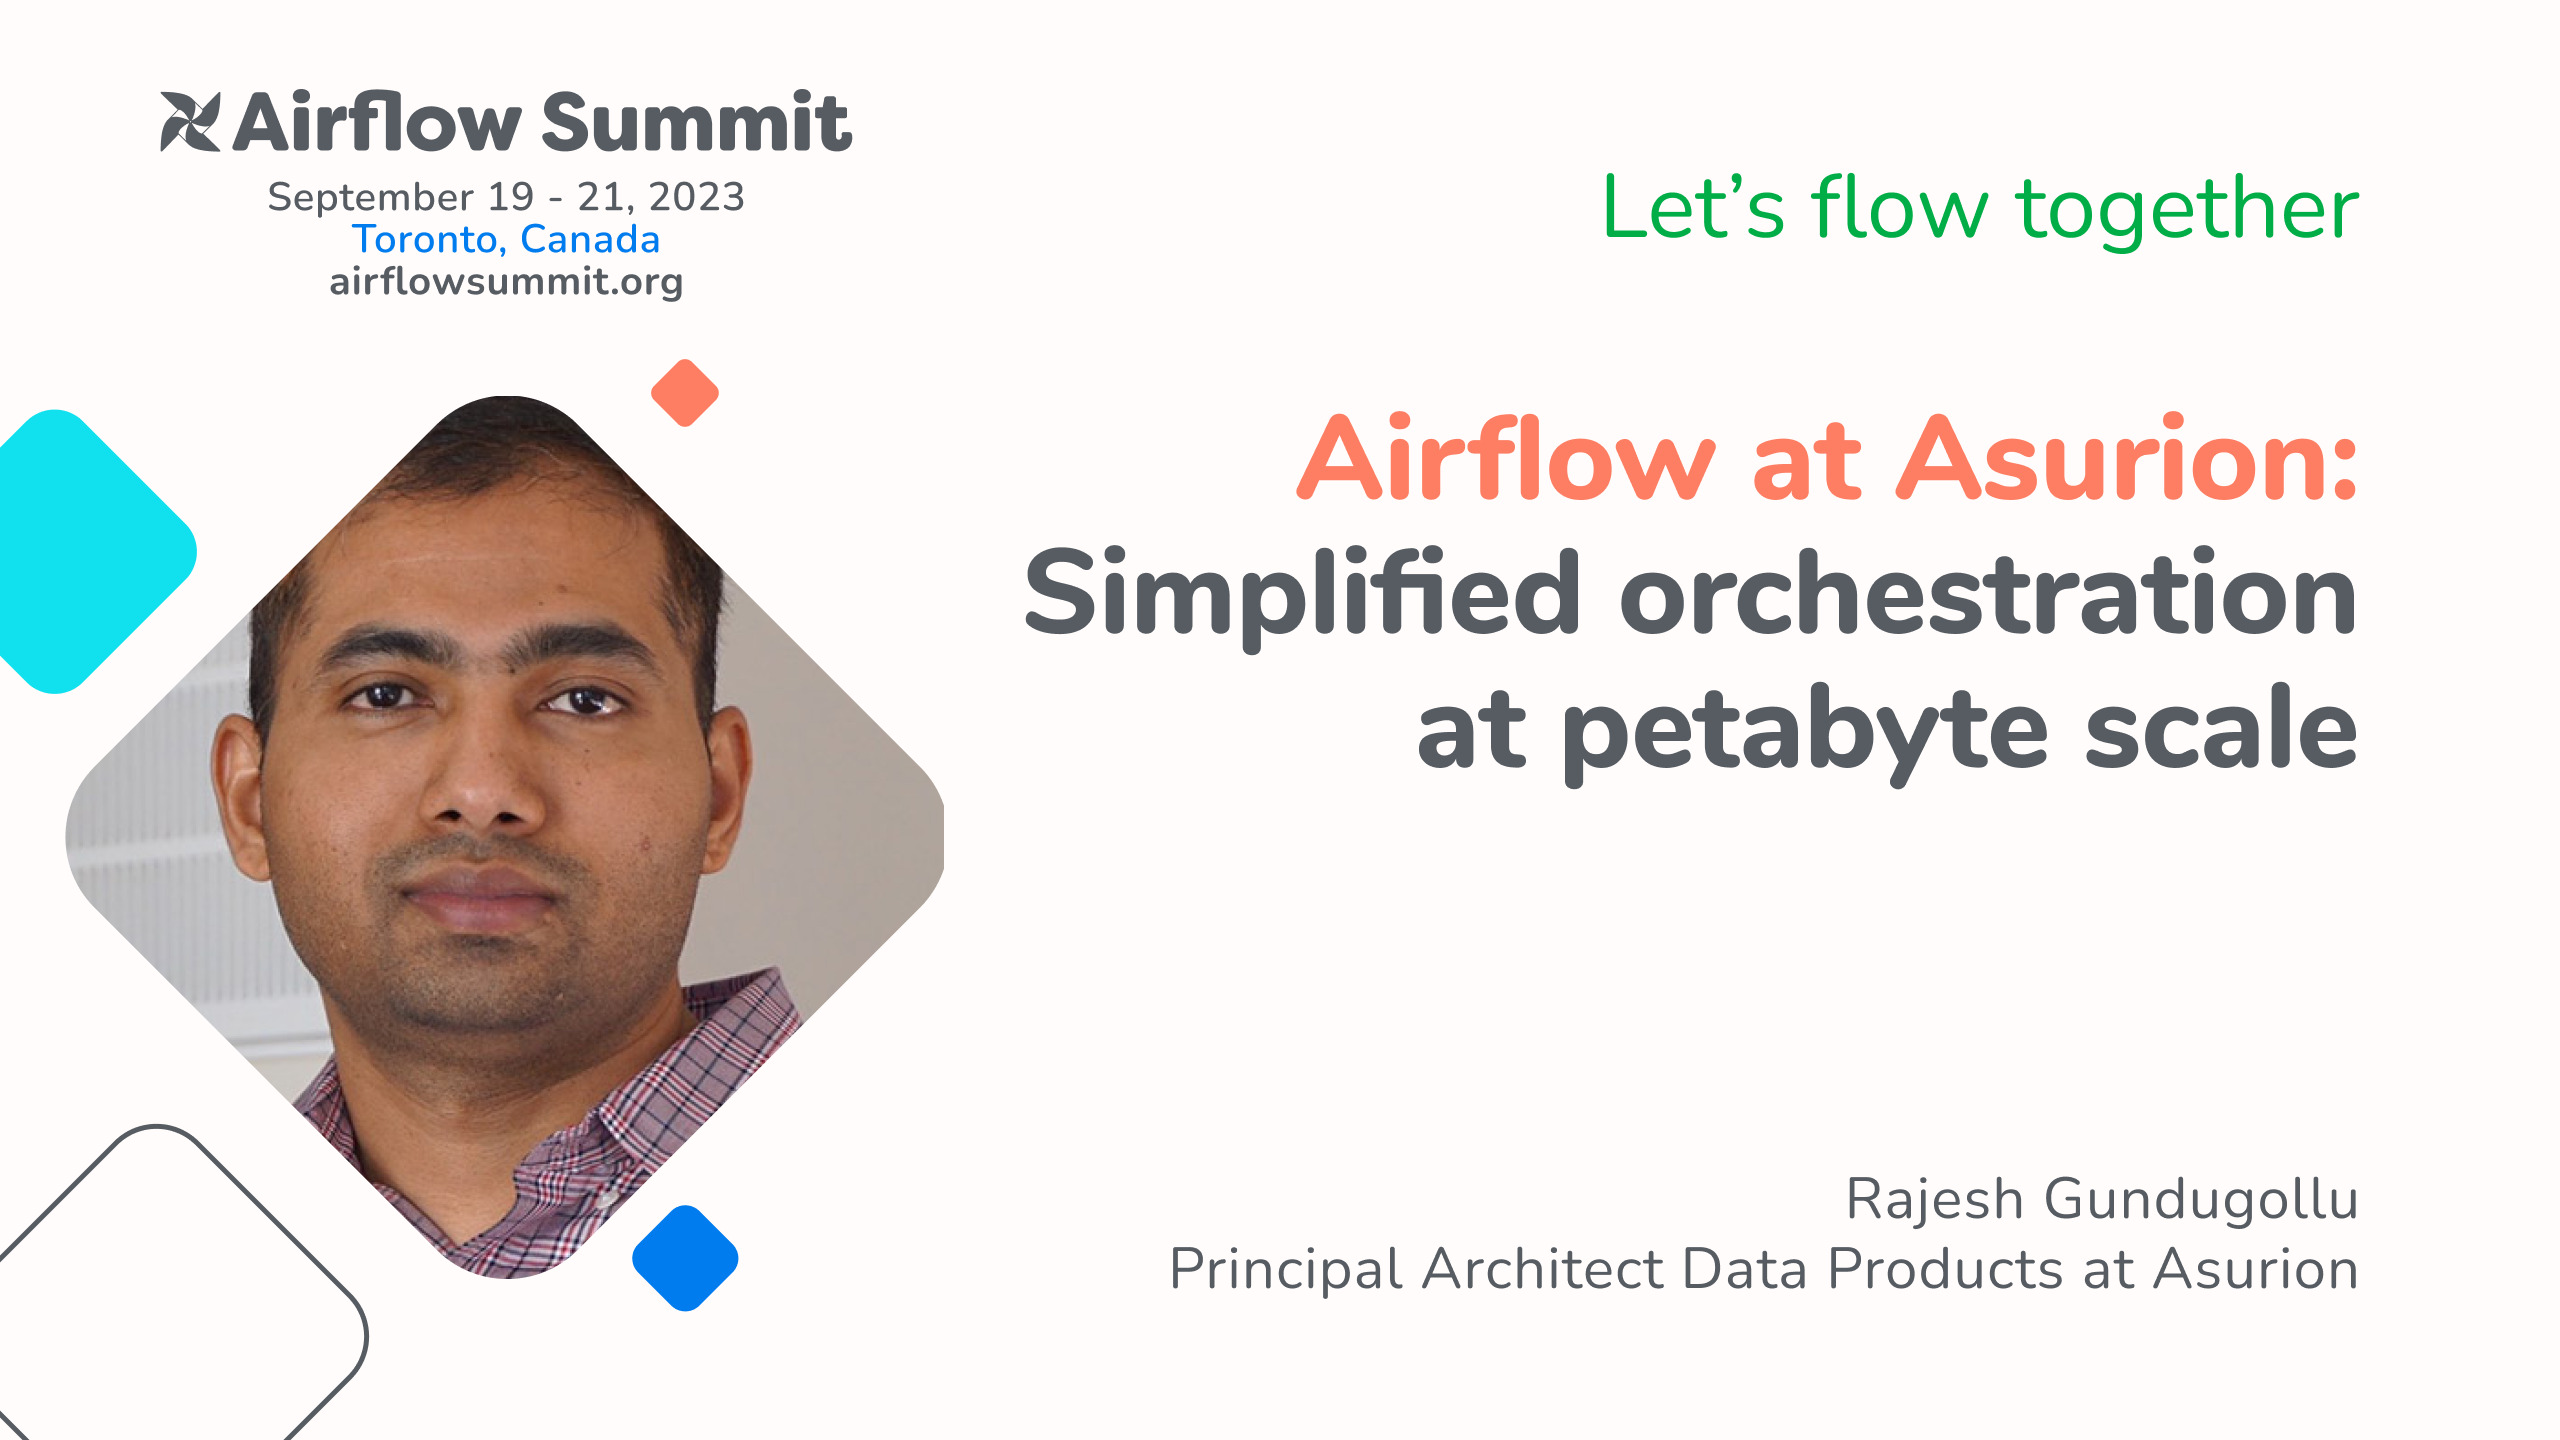 Airflow Summit
September 19 - 21, 2023
Toronto, Canada
airflowsummit.org
Let’s flow together
Airflow at Asurion:
Simplified orchestration
at petabyte scale
Rajesh Gundugollu
Principal Architect Data Products at Asurion